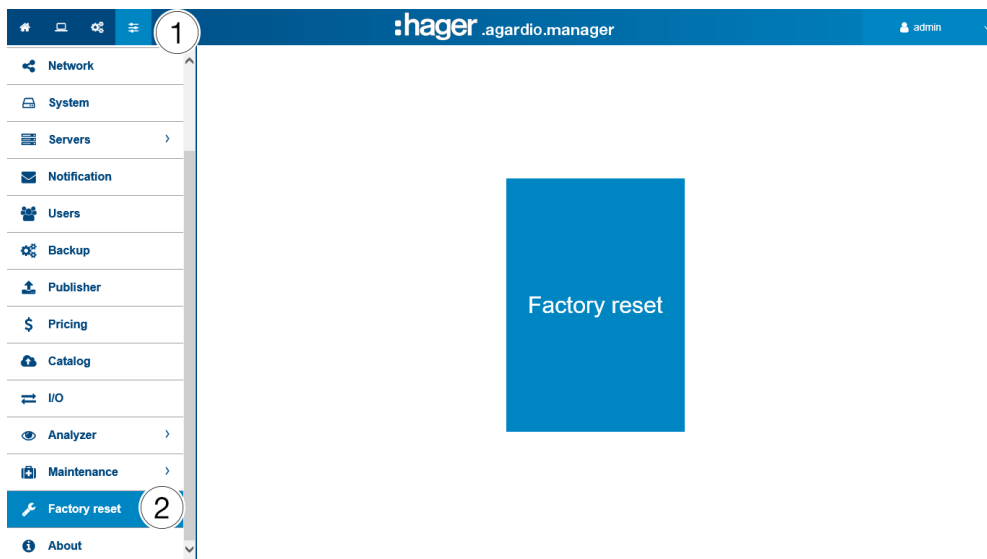 1
:hager .agardio.manager
admin
Network
System
Servers
Notification
Users
Backup
Publisher
Pricing
Catalog
I/O
Analyzer
Maintenance
Factory reset
2
About
Factory reset